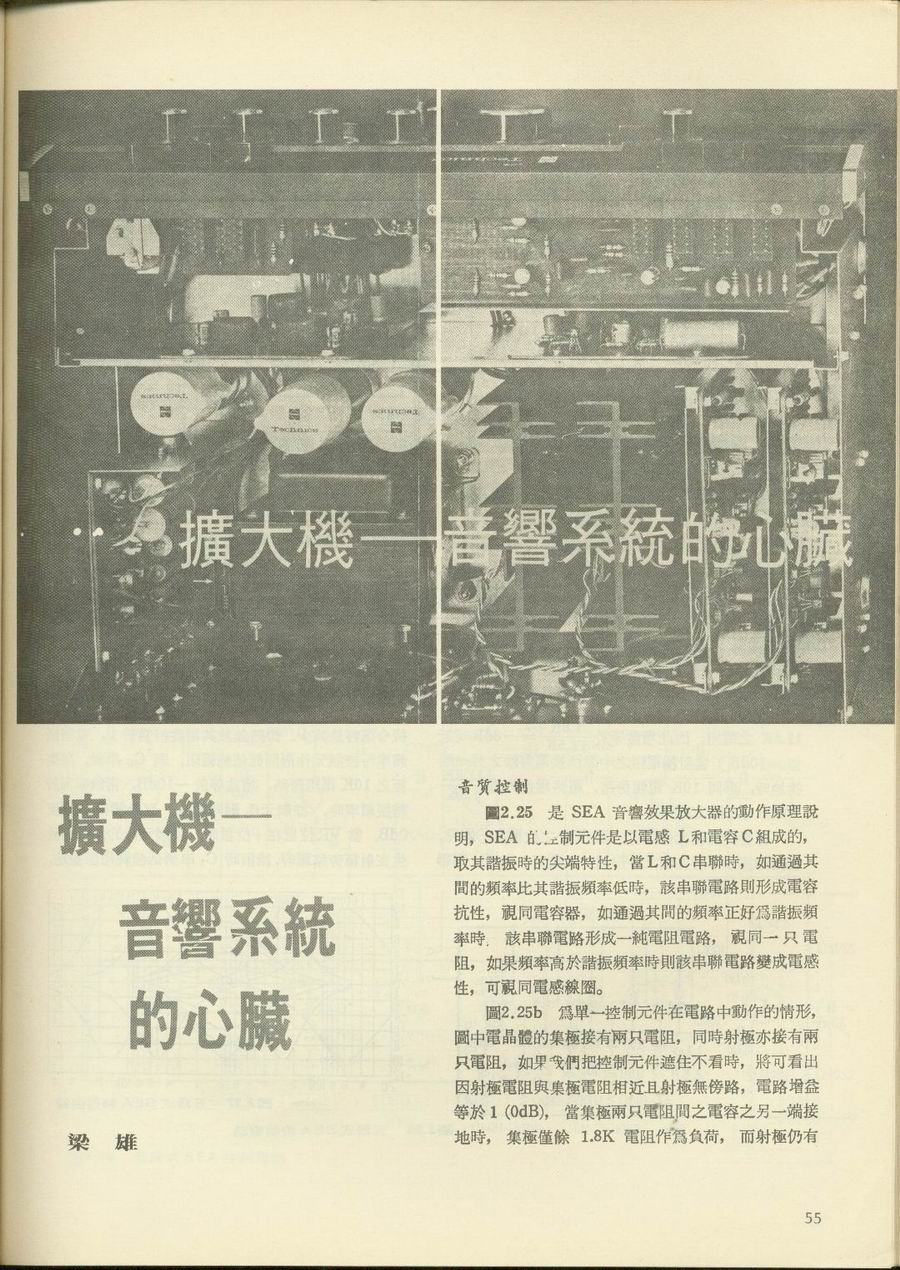 Technics
Technics
Technics
Technics
擴大機——音響系統的心臟
擴大機——
音響系統
的心臟
梁 雄
音質控制
圖2.25 是 SEA 音響效果放大器的動作原理說
明，SEA 制元件是以電感 L和電容C組成的，
取其諧振時的尖端特性，當L和C串聯時，如通過其
間的頻率比其諧振頻率低時，該串聯電路則形成電容
抗性，視同電容器，如通過其間的頻率正好爲諧振頻
率時. 該串聯電路形成一純電阻電路，視同一只電
阻，如果頻率高於諧振頻率時則該串聯電路變成電感
性，可視同電感線圈。
圖2.25b 爲單一控制元件在電路中動作的情形，
圖中電晶體的集極接有兩只電阻，同時射極亦接有兩
只電阻，如果我們把控制元件遮住不看時，將可看出
因射極電阻與集極電阻相近且射極無傍路，電路增益
等於1 (0dB)， 當集極兩只電阻間之電容之另一端接
地時， 集極僅餘 1.8K 電阻作爲負荷， 而射極仍有
55